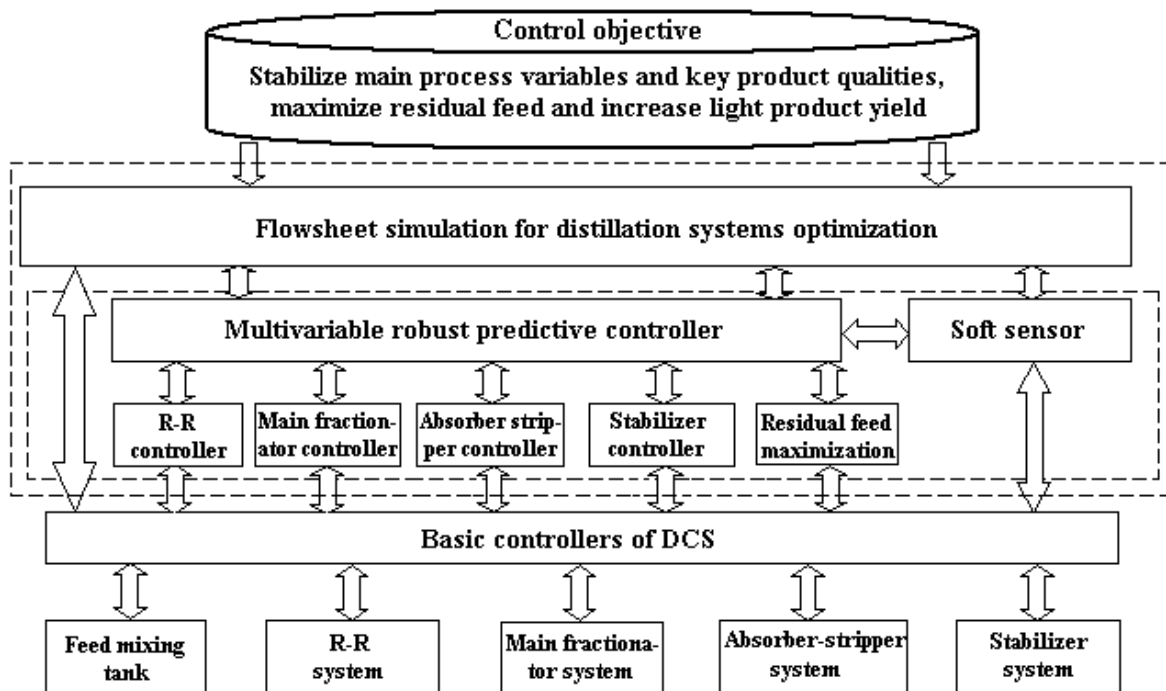 Control objective
Stabilize main process variables and key product qualities,
maximize residual feed and increase light product yield
Flowsheet simulation for distillation systems optimization
Multivariable robust predictive controller
Soft sensor
R-R
controller
Main fraction-
ator controller
Absorber strip-
per controller
Stabilizer
controller
Residual feed
maximization
Basic controllers of DCS
Feed mixing
tank
R-R
system
Main fractiona-
tor system
Absorber-stripper
system
Stabilizer
system